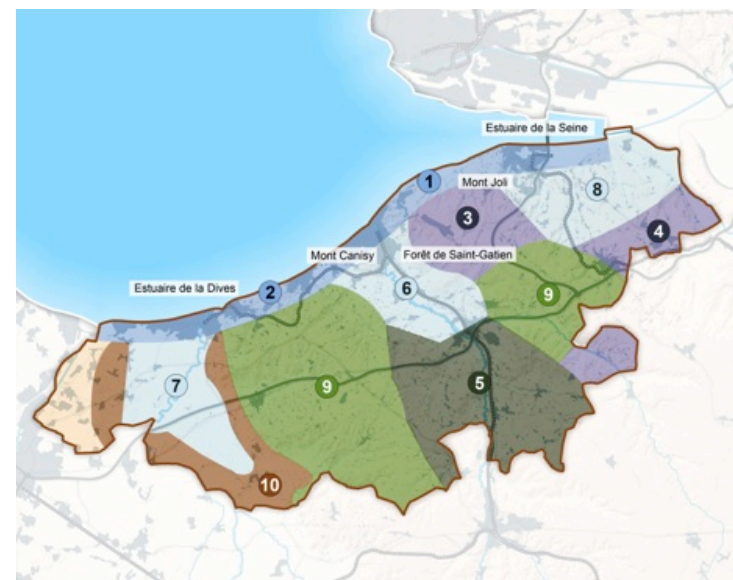 Estuaire de la Seine
1
Mont Joli
8
3
4
Mont Canisy
Forêt de Saint-Gatien
Estuaire de la Dives
2
6
9
7
9
5
10